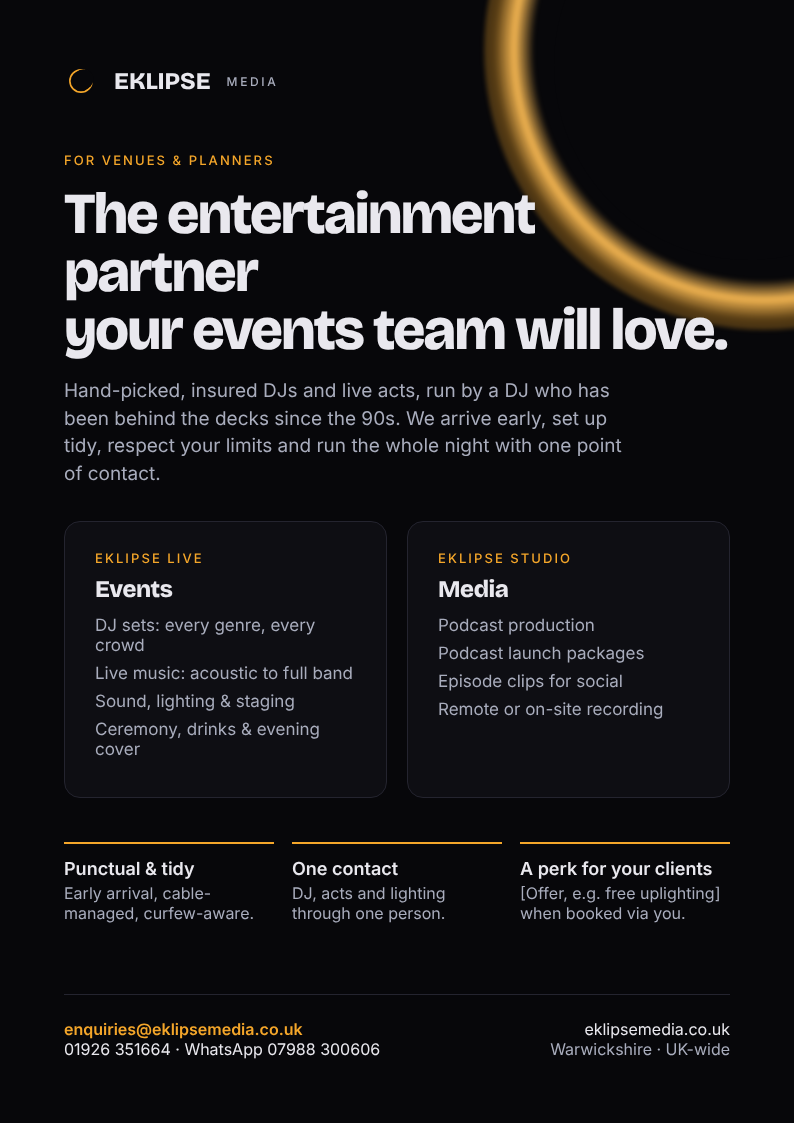 EKLIPSE MEDIA
FOR VENUES & PLANNERS
The entertainment
partner
your events team will love.
Hand-picked, insured DJs and live acts, run by a DJ who has
been behind the decks since the 90s. We arrive early, set up
tidy, respect your limits and run the whole night with one point
of contact.
EKLIPSE LIVE
Events
DJ sets: every genre, every
crowd
Live music: acoustic to full band
Sound, lighting & staging
Ceremony, drinks & evening
cover
EKLIPSE STUDIO
Media
Podcast production
Podcast launch packages
Episode clips for social
Remote or on-site recording
Punctual & tidy
Early arrival, cable-
managed, curfew-aware.
One contact
DJ, acts and lighting
through one person.
A perk for your clients
[Offer, e.g. free uplighting]
when booked via you.
enquiries@eklipsemedia.co.uk
01926 351664 · WhatsApp 07988 300606
eklipsemedia.co.uk
Warwickshire · UK-wide